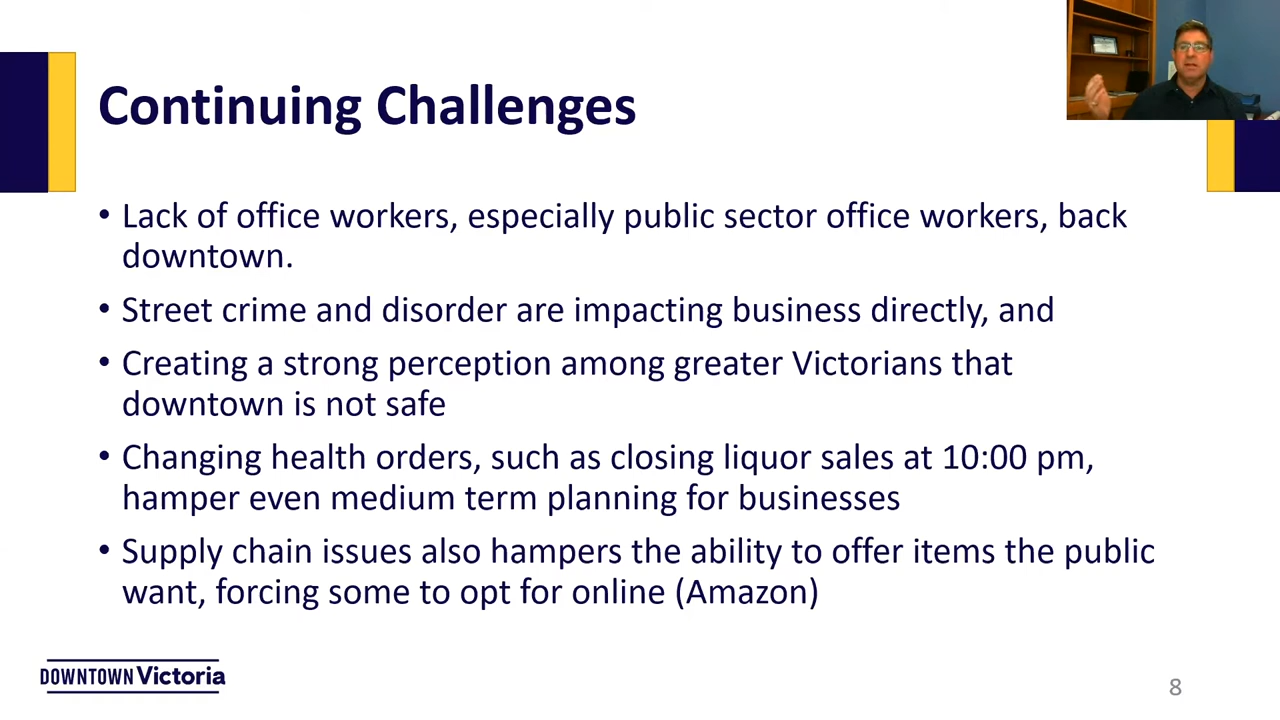 Continuing Challenges
• Lack of office workers, especially public sector office workers, back
downtown.
• Street crime and disorder are impacting business directly, and
• Creating a strong perception among greater Victorians that
downtown is not safe
• Changing health orders, such as closing liquor sales at 10:00 pm,
hamper even medium term planning for businesses
• Supply chain issues also hampers the ability to offer items the public
want, forcing some to opt for online (Amazon)
DOWNTOWN Victoria
8